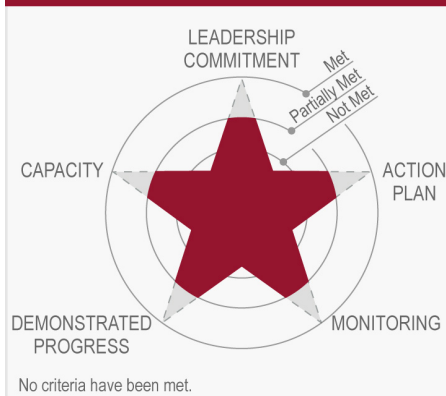 LEADERSHIP
COMMITMENT
Met
Partially Met
Not Met
CAPACITY
ACTION
PLAN
DEMONSTRATED
PROGRESS
MONITORING
No criteria have been met.